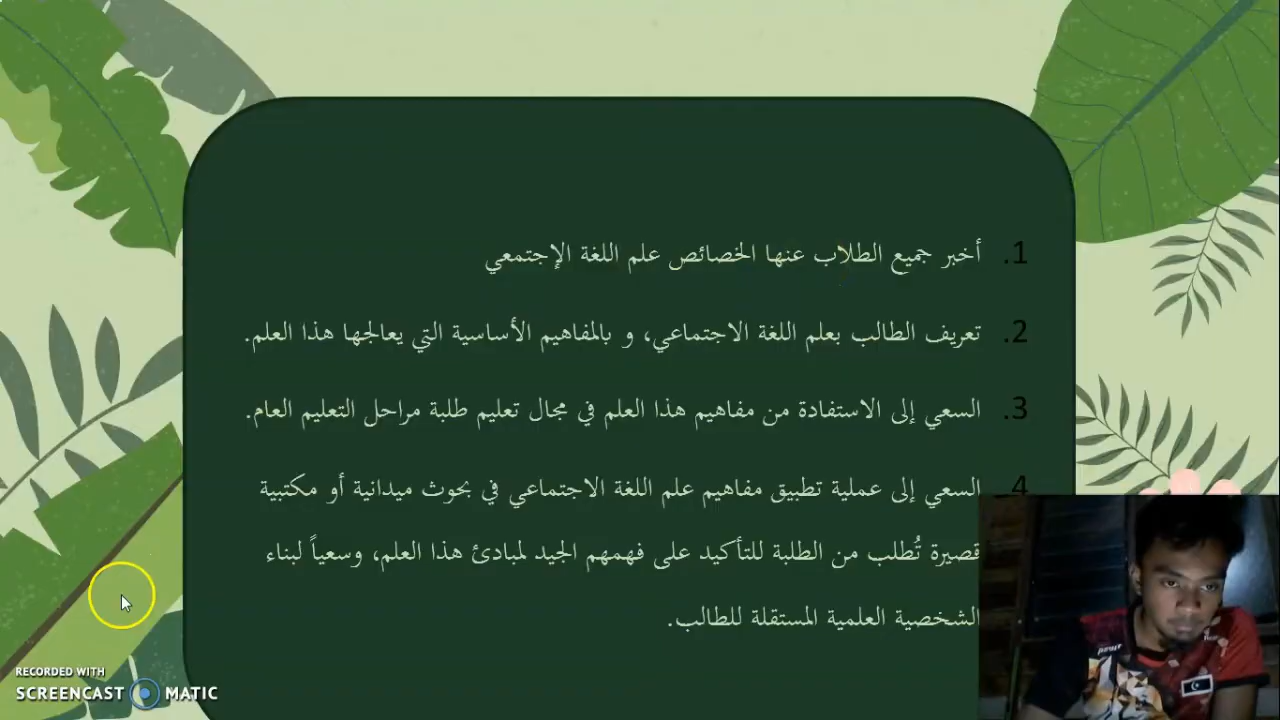 1. أخبر جميع الطلاب عنها الخصائص علم اللغة الإجتمعي
2. تعريف الطالب بعلم اللغة الاجتماعي، و بالمفاهيم الأساسية التي يعالجها هذا العلم.
3. السعي إلى الاستفادة من مفاهيم هذا العلم في مجال تعليم طلبة مراحل التعليم العام.
4. السعي إلى عملية تطبيق مفاهيم علم اللغة الاجتماعي في بحوث ميدانية أو مكتبية
قصيرة تُطلب من الطلبة للتأكيد على فهمهم الجيد لمبادئ هذا العلم، وسعياً لبناء
الشخصية العلمية المستقلة للطالب.
RECORDED WITH
SCREENCAST MATIC